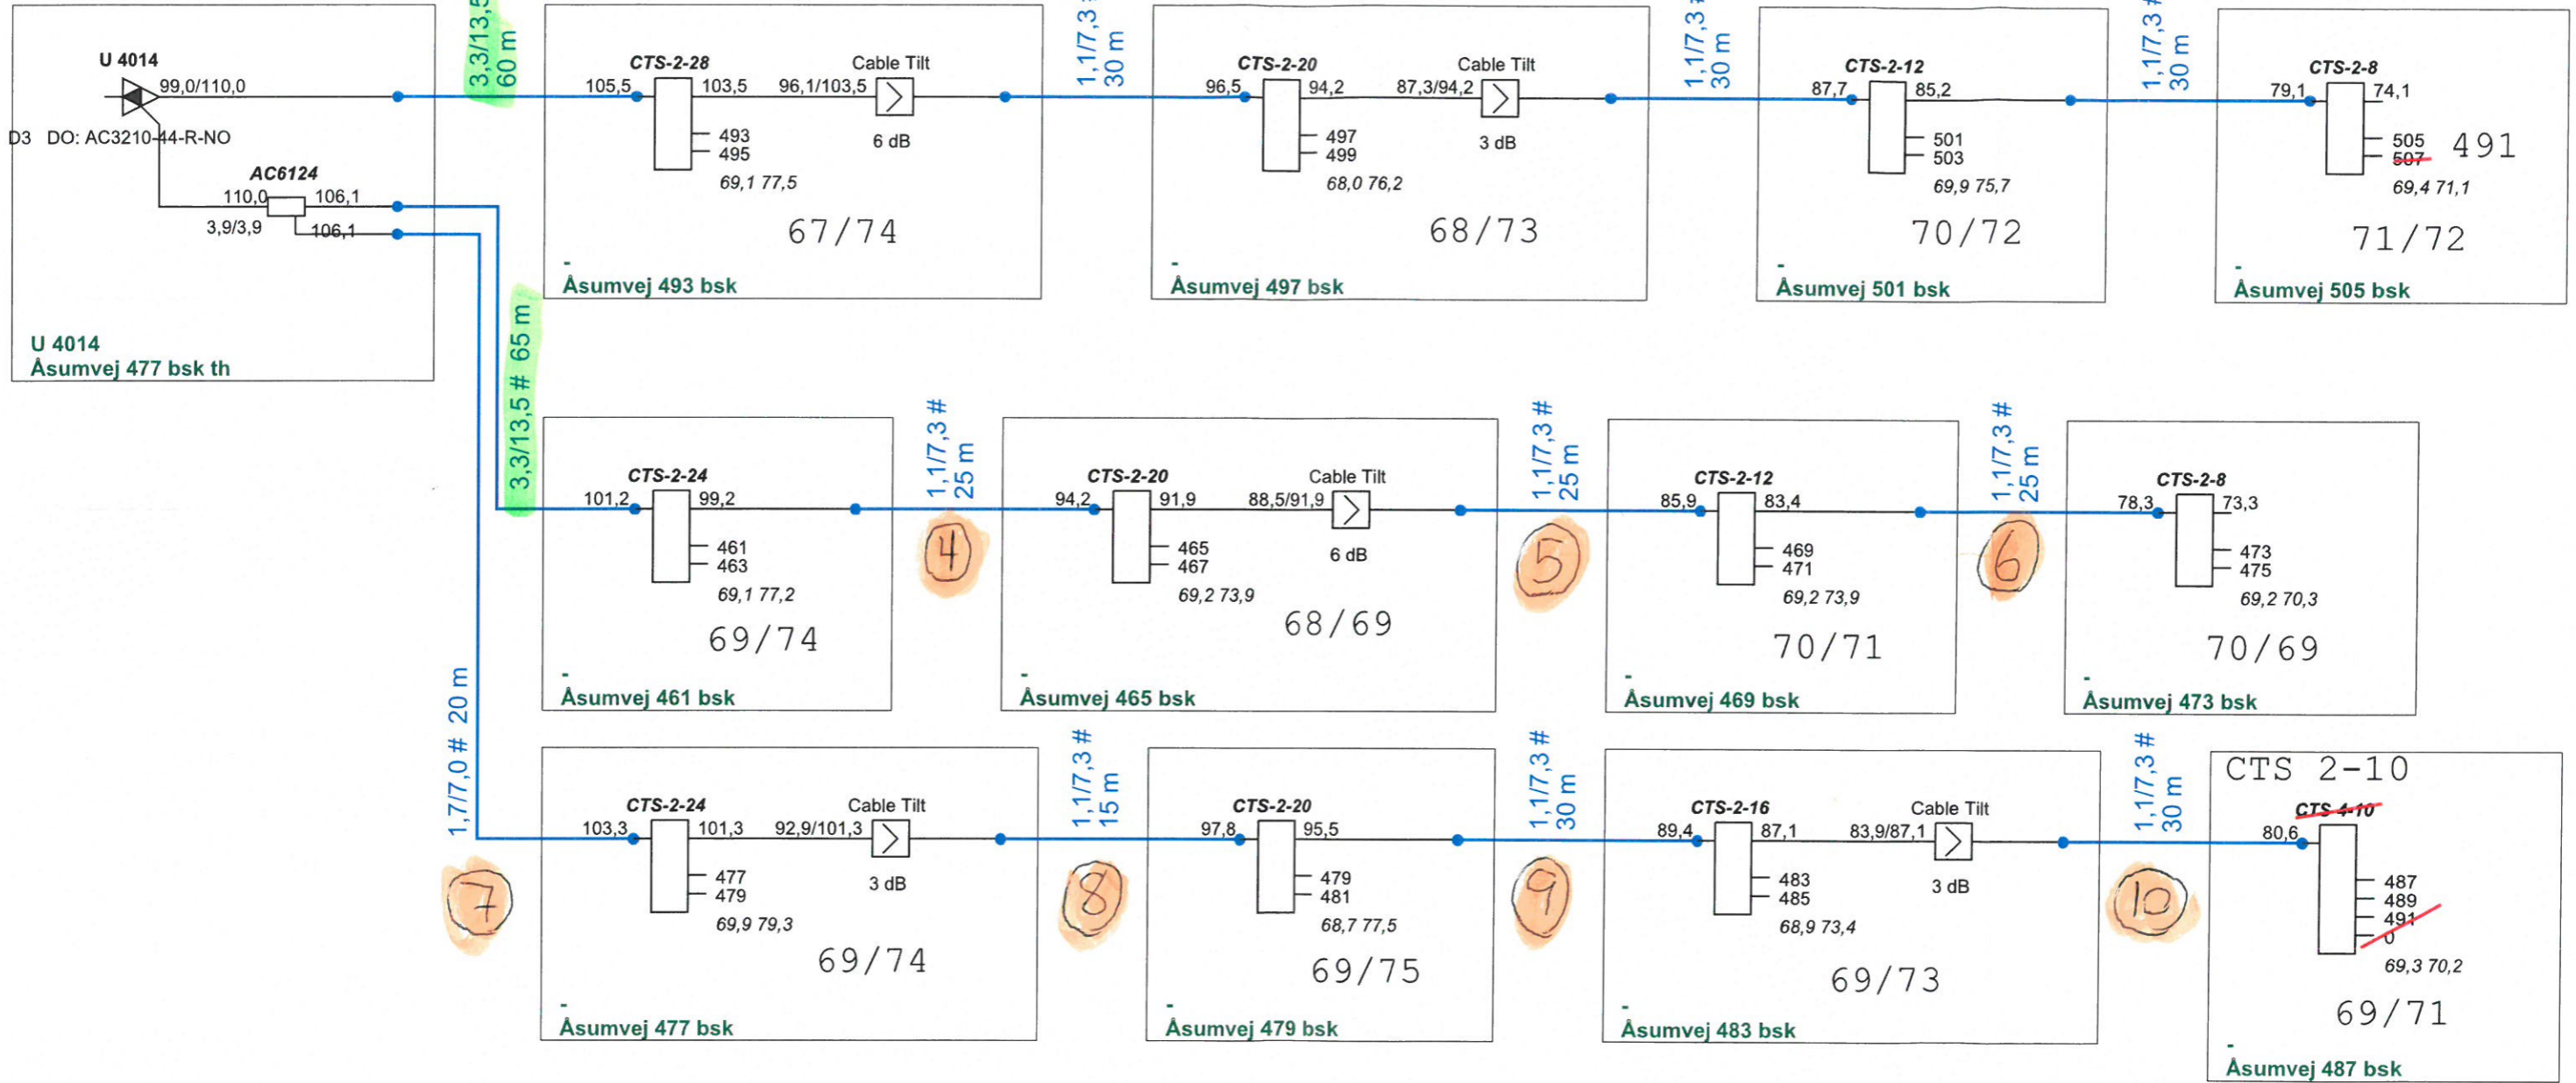 U 4014
99,0/110,0
D3 DO: AC3210-44-R-NO
AC6124
110,0 106,1
3,9/3,9 106,1
U 4014
Åsumvej 477 bsk th
60 m
CTS-2-28
105,5 103,5
96,1/103,5
Cable Tilt
6 dB
493
495
69,1 77,5
67/74
-
Åsumvej 493 bsk
1,1/7,3
30 m
CTS-2-20
96,5 94,2
87,3/94,2
Cable Tilt
3 dB
497
499
68,0 76,2
68/73
-
Åsumvej 497 bsk
1,1/7,3
30 m
CTS-2-12
87,7 85,2
501
503
69,9 75,7
70/72
-
Åsumvej 501 bsk
1,1/7,3 #
30 m
CTS-2-8
79,1 74,1
505
507 491
69,4 71,1
71/72
-
Åsumvej 505 bsk
3,3/13,5 # 65 m
CTS-2-24
101,2 99,2
461
463
69,1 77,2
69/74
-
Åsumvej 461 bsk
1,1/7,3 #
25 m
4
CTS-2-20
94,2 91,9
88,5/91,9
Cable Tilt
6 dB
465
467
69,2 73,9
68/69
-
Åsumvej 465 bsk
1,1/7,3 #
25 m
5
CTS-2-12
85,9 83,4
469
471
69,2 73,9
70/71
-
Åsumvej 469 bsk
1,1/7,3 #
25 m
6
CTS-2-8
78,3 73,3
473
475
69,2 70,3
70/69
-
Åsumvej 473 bsk
1,7/7,0 # 20 m
7
CTS-2-24
103,3 101,3
92,9/101,3
Cable Tilt
3 dB
477
479
69,9 79,3
69/74
-
Åsumvej 477 bsk
1,1/7,3 #
15 m
8
CTS-2-20
97,8 95,5
479
481
68,7 77,5
69/75
-
Åsumvej 479 bsk
1,1/7,3 #
30 m
9
CTS-2-16
89,4 87,1
83,9/87,1
Cable Tilt
3 dB
483
485
68,9 73,4
69/73
-
Åsumvej 483 bsk
1,1/7,3 #
30 m
10
CTS 2-10
CTS-4-10
80,6
487
489
491
0
69,3 70,2
69/71
-
Åsumvej 487 bsk